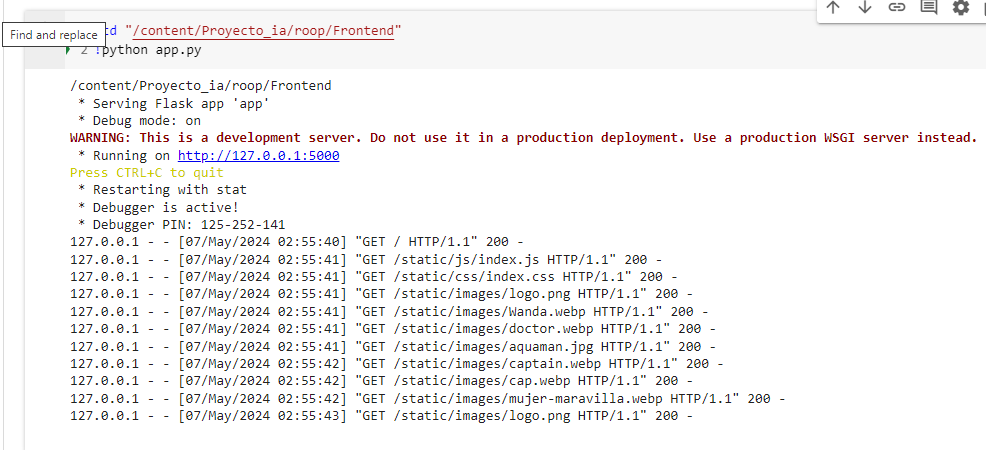 Find and replace
cd "/content/Proyecto_ia/roop/Frontend"
2 !python app.py
/content/Proyecto_ia/roop/Frontend
* Serving Flask app 'app'
* Debug mode: on
WARNING: This is a development server. Do not use it in a production deployment. Use a production WSGI server instead.
* Running on http://127.0.0.1:5000
Press CTRL+C to quit
* Restarting with stat
* Debugger is active!
* Debugger PIN: 125-252-141
127.0.0.1 - - [07/May/2024 02:55:40] "GET / HTTP/1.1" 200 -
127.0.0.1 - - [07/May/2024 02:55:41] "GET /static/js/index.js HTTP/1.1" 200 -
127.0.0.1 - - [07/May/2024 02:55:41] "GET /static/css/index.css HTTP/1.1" 200 -
127.0.0.1 - - [07/May/2024 02:55:41] "GET /static/images/logo.png HTTP/1.1" 200 -
127.0.0.1 - - [07/May/2024 02:55:41] "GET /static/images/Wanda.webp HTTP/1.1" 200 -
127.0.0.1 - - [07/May/2024 02:55:41] "GET /static/images/doctor.webp HTTP/1.1" 200 -
127.0.0.1 - - [07/May/2024 02:55:41] "GET /static/images/aquaman.jpg HTTP/1.1" 200 -
127.0.0.1 - - [07/May/2024 02:55:42] "GET /static/images/captain.webp HTTP/1.1" 200 -
127.0.0.1 - - [07/May/2024 02:55:42] "GET /static/images/cap.webp HTTP/1.1" 200 -
127.0.0.1 - - [07/May/2024 02:55:42] "GET /static/images/mujer-maravilla.webp HTTP/1.1" 200 -
127.0.0.1 - - [07/May/2024 02:55:43] "GET /static/images/logo.png HTTP/1.1" 200 -